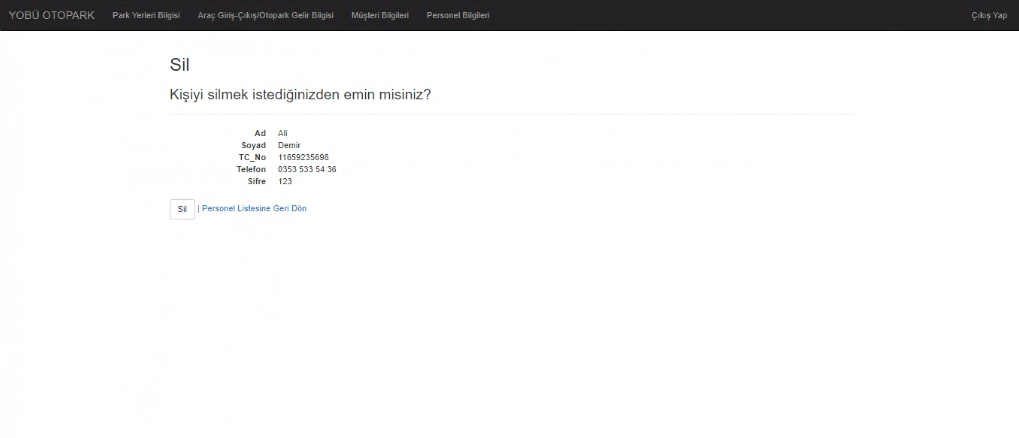 YOBÜ OTOPARK Park Yerleri Bilgisi Araç Giriş-Çıkış/Otopark Gelir Bilgisi Müşteri Bilgileri Personel Bilgileri Çıkış Yap
Sil
Kişiyi silmek istediğinizden emin misiniz?
Ad Ali
Soyad Demir
TC_No 11659235698
Telefon 0353 533 54 36
Sifre 123
Sil | Personel Listesine Geri Dön